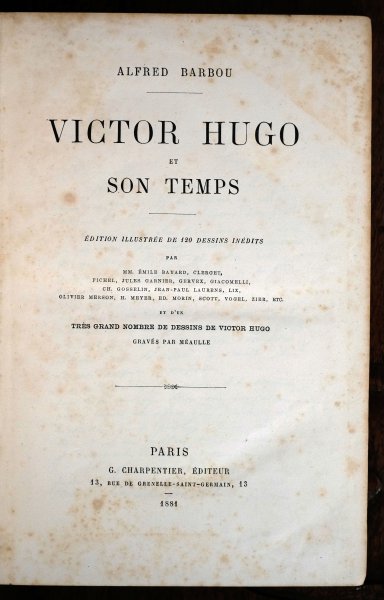 ALFRED BARBOU
VICTOR HUGO
ET
SON TEMPS
ÉDITION ILLUSTRÉE DE 120 DESSINS INÉDITS
PAR
MM. ÉMILE BAYARD, CLERGET,
FICHEL, JULES GARNIER, GERVEX, GIACOMELLI,
CH. GOSSELIN, JEAN-PAUL LAURENS, LIX,
OLIVIER MERSON, H. MEYER, ED. MORIN, SCOTT, VOGEL, ZIER, ETC.
ET D'UN
TRÈS GRAND NOMBRE DE DESSINS DE VICTOR HUGO
GRAVÉS PAR MÉAULLE
PARIS
G. CHARPENTIER, ÉDITEUR
13, RUE DE GRENELLE-SAINT-GERMAIN, 13
1881